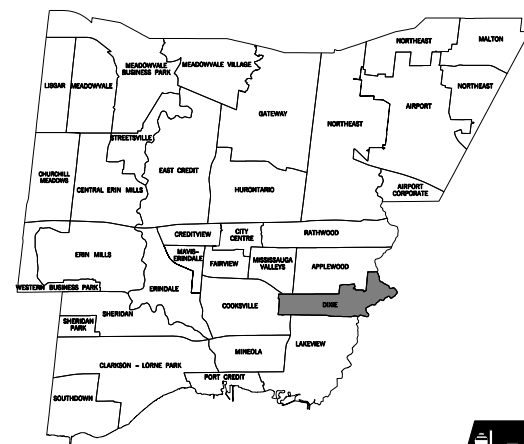 NORTHEAST
MALTON
MEADOWVALE
BUSINESS PARK
MEADOWVALE VILLAGE
LISGAR
MEADOWVALE
NORTHEAST
AIRPORT
GATEWAY
NORTHEAST
STREETSVILLE
EAST CREDIT
CHURCHILL
MEADOWS
CENTRAL ERIN MILLS
HURONTARIO
AIRPORT
CORPORATE
CREDITVIEW
CITY
CENTRE
RATHWOOD
ERIN MILLS
MAVIS-
ERINDALE
FAIRVIEW
MISSISSAUGA
VALLEYS
APPLEWOOD
WESTERN BUSINESS PARK
ERINDALE
SHERIDAN
COOKSVILLE
DIXIE
SHERIDAN
PARK
LAKEVIEW
MINEOLA
CLARKSON - LORNE PARK
PORT CREDIT
SOUTHDOWN